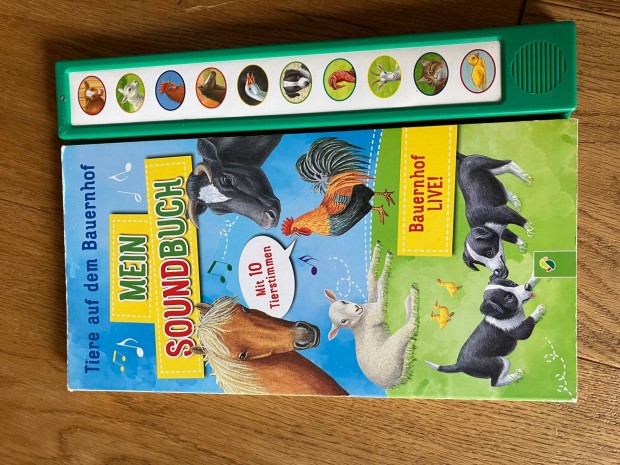 Tiere auf dem Bauernhof
MEIN
SOUNDBUCH
Mit 10
Tierstimmen
Bauernhof
LIVE!